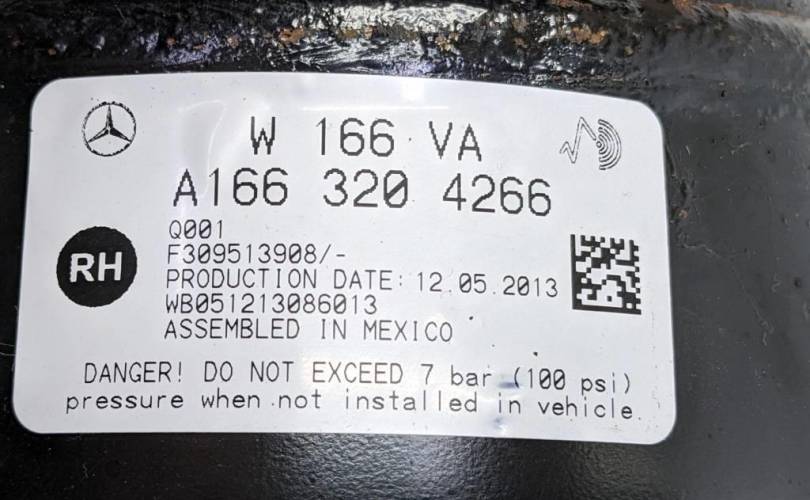 W 166 VA
A166 320 4266
Q001
F309513908/-
RH
PRODUCTION DATE: 12.05.2013
WB051213086013
ASSEMBLED IN MEXICO
DANGER! DO NOT EXCEED 7 bar (100 psi)
pressure when not installed in vehicle.